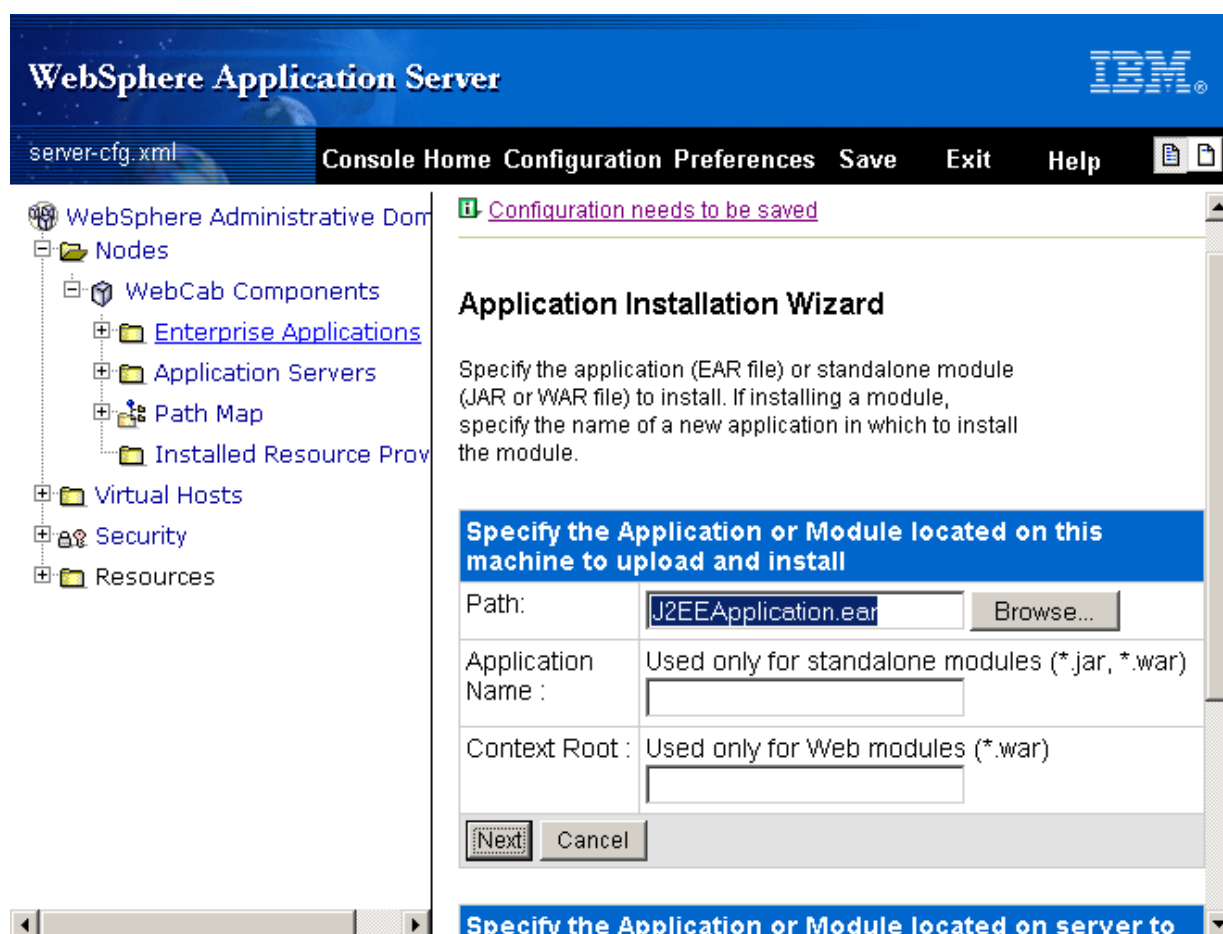 WebSphere Application Server
IBM®
server-cfg.xml
Console Home Configuration Preferences Save Exit Help
WebSphere Administrative Dom
Nodes
WebCab Components
Enterprise Applications
Application Servers
Path Map
Installed Resource Prov
Virtual Hosts
Security
Resources
Configuration needs to be saved
Application Installation Wizard
Specify the application (EAR file) or standalone module
(JAR or WAR file) to install. If installing a module,
specify the name of a new application in which to install
the module.
Specify the Application or Module located on this
machine to upload and install
Path:
J2EEApplication.ear
Browse...
Application
Name :
Used only for standalone modules (*.jar, *.war)
Context Root :
Used only for Web modules (*.war)
Next
Cancel
Specify the Application or Module located on server to